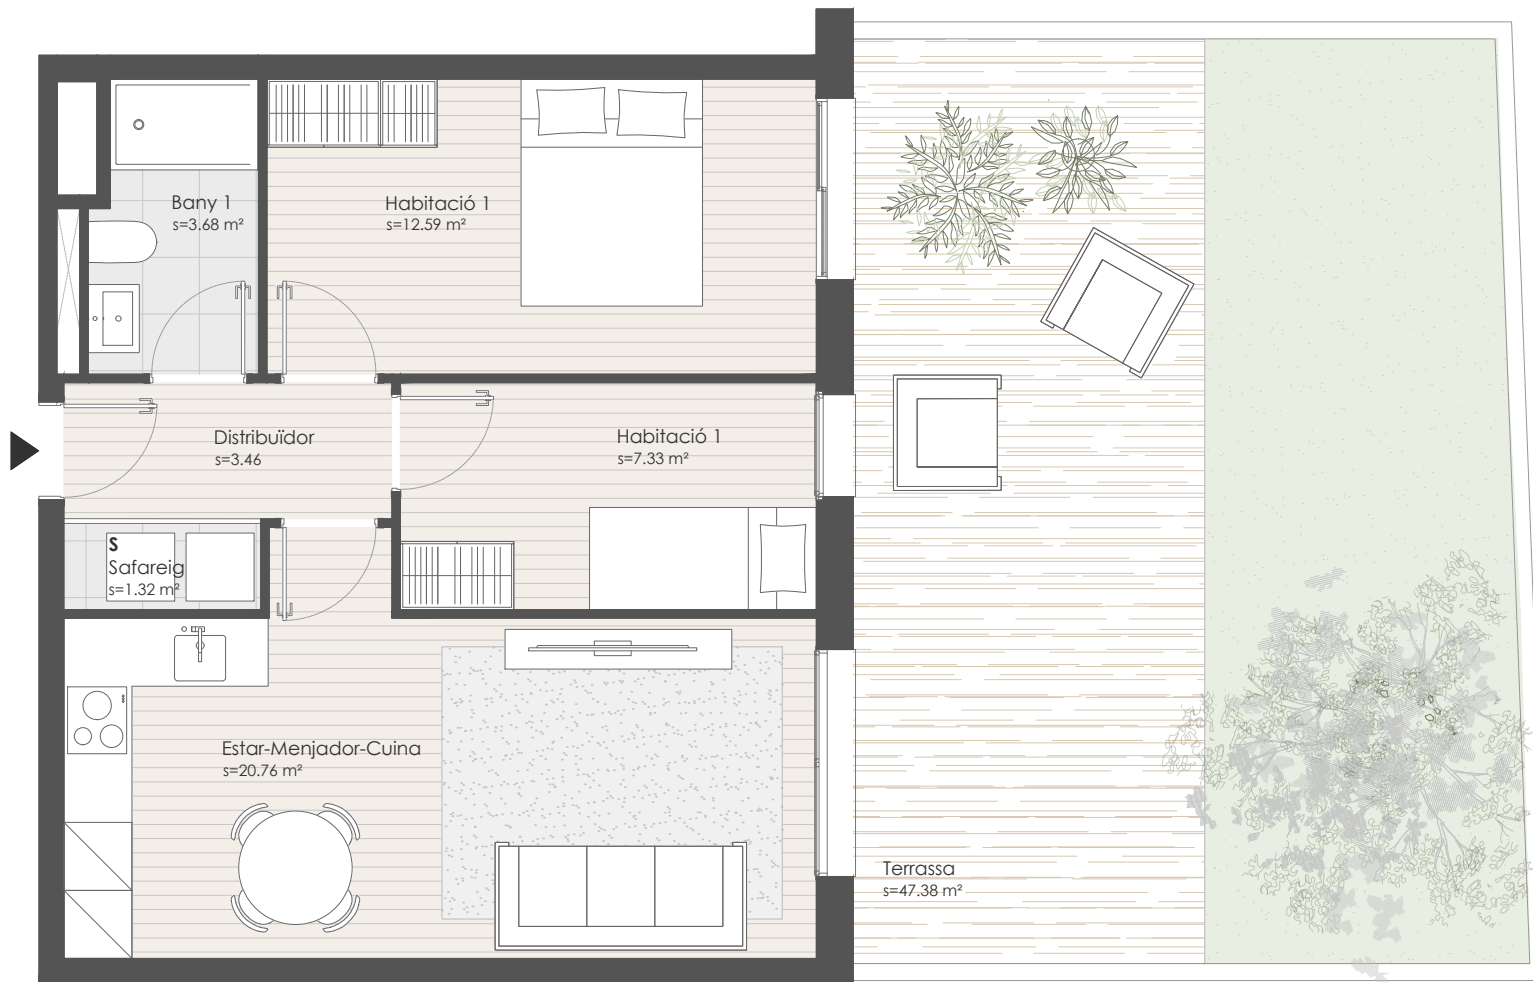 Bany 1
s=3.68 m²
Habitació 1
s=12.59 m²
Distribuïdor
s=3.46
Habitació 1
s=7.33 m²
S
Safareig
s=1.32 m²
Estar-Menjador-Cuina
s=20.76 m²
Terrassa
s=47.38 m²